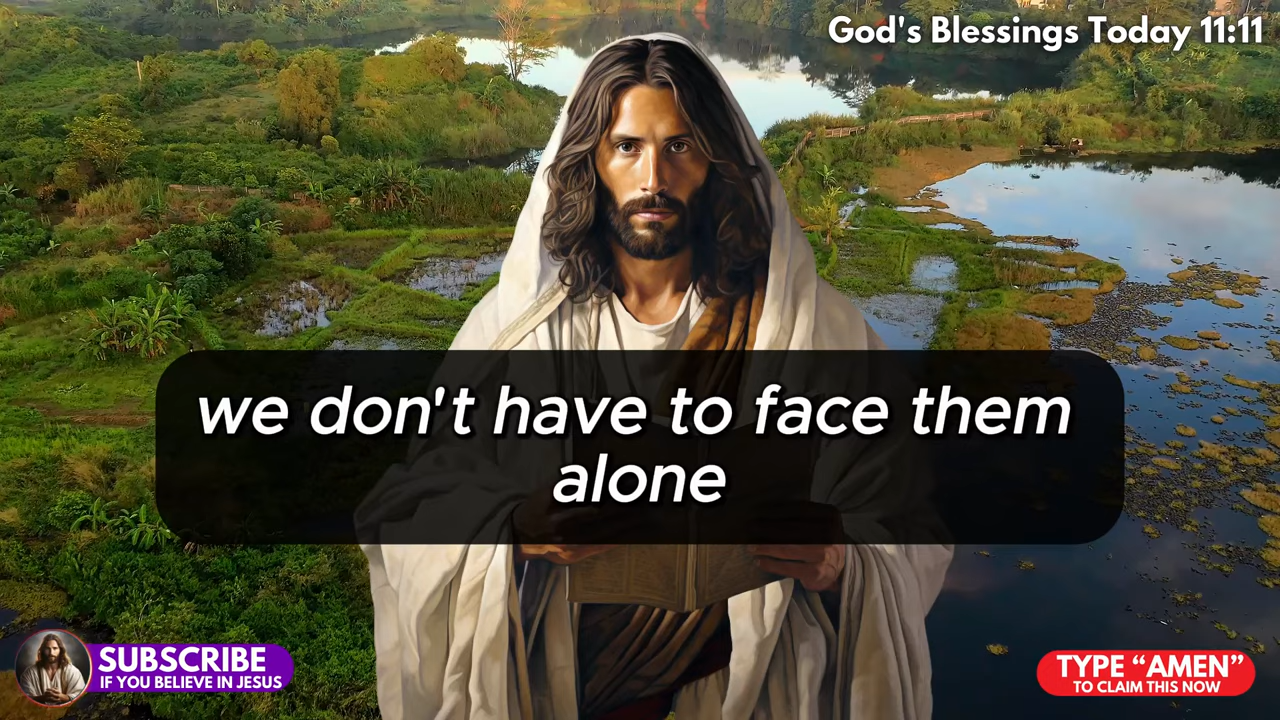 God's Blessings Today 11:11
we don't have to face them
alone
SUBSCRIBE
IF YOU BELIEVE IN JESUS
TYPE “AMEN”
TO CLAIM THIS NOW